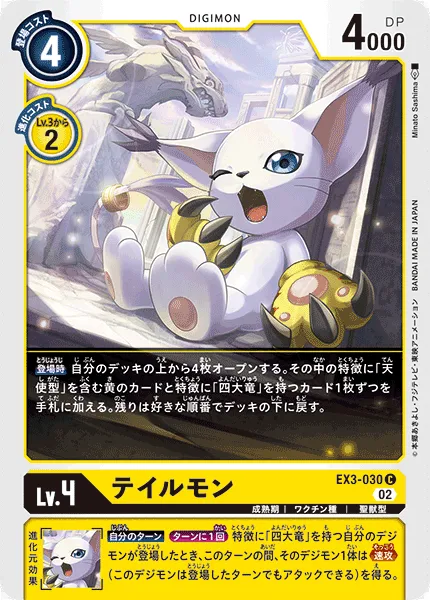 DIGIMON
登場コスト
4
DP
4000
進化コスト
Lv.3から
2
Minato Sashima
©本郷あきよし・フジテレビ・東映アニメーション BANDAI MADE IN JAPAN
登場時 自分のデッキの上から4枚オープンする。その中の特徴に「天
使型」を含む黄のカードと特徴に「四大竜」を持つカード1枚ずつを
手札に加える。残りは好きな順番でデッキの下に戻す。
EX3-030 C
02
Lv.4
テイルモン
成熟期 | ワクチン種 | 聖獣型
進化元効果
自分のターン ターンに1回 特徴に「四大竜」を持つ自分のデジ
モンが登場したとき、このターンの間、そのデジモン1体は≪速攻≫
(このデジモンは登場したターンでもアタックできる)を得る。